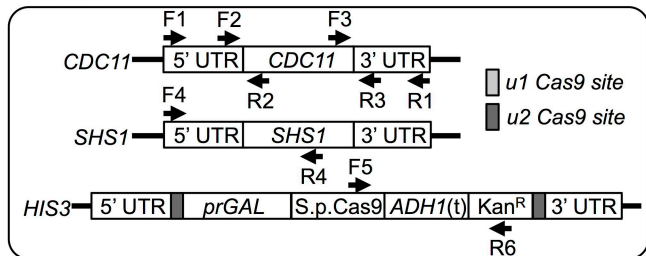 F1 F2 F3
CDC11 5' UTR CDC11 3' UTR
R2 R3 R1
u1 Cas9 site
u2 Cas9 site
F4
SHS1 5' UTR SHS1 3' UTR
R4 F5
HIS3 5' UTR prGAL S.p.Cas9 ADH1(t) Kanᴿ 3' UTR
R6